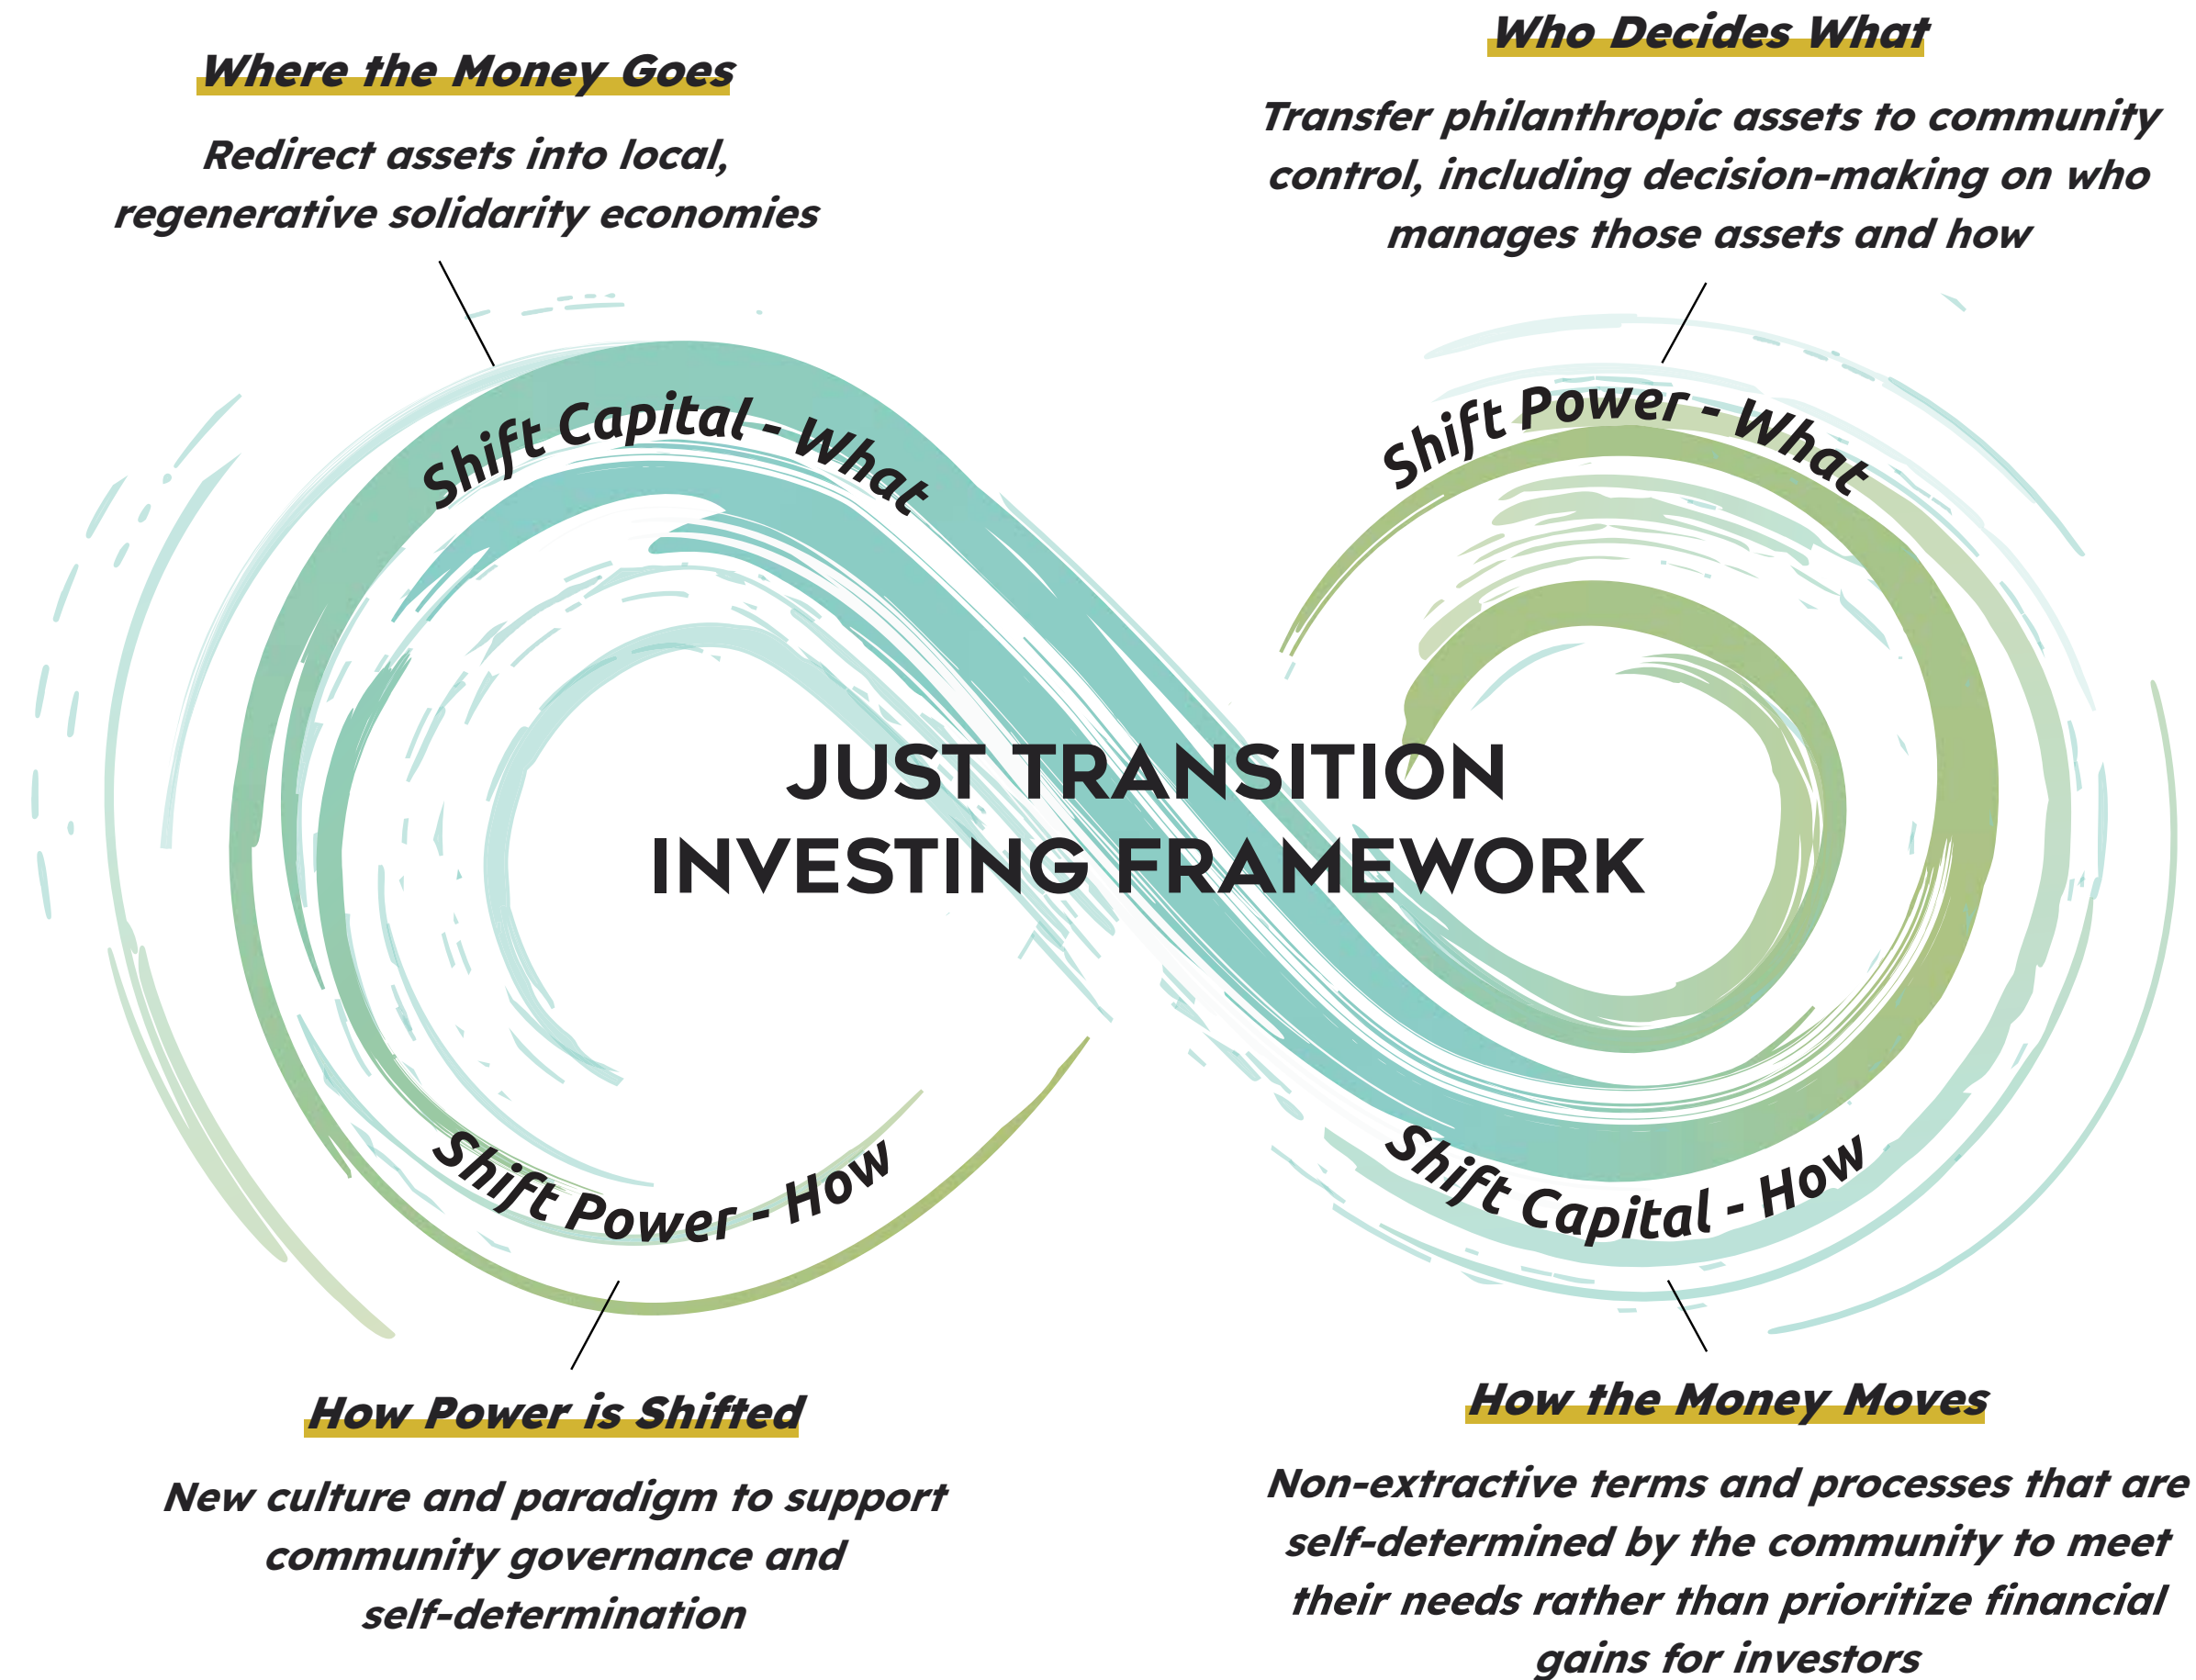 Where the Money Goes
Redirect assets into local,
regenerative solidarity economies
Who Decides What
Transfer philanthropic assets to community
control, including decision-making on who
manages those assets and how
Shift Capital - What
Shift Power - What
JUST TRANSITION
INVESTING FRAMEWORK
Shift Power - How
Shift Capital - How
How Power is Shifted
New culture and paradigm to support
community governance and
self-determination
How the Money Moves
Non-extractive terms and processes that are
self-determined by the community to meet
their needs rather than prioritize financial
gains for investors